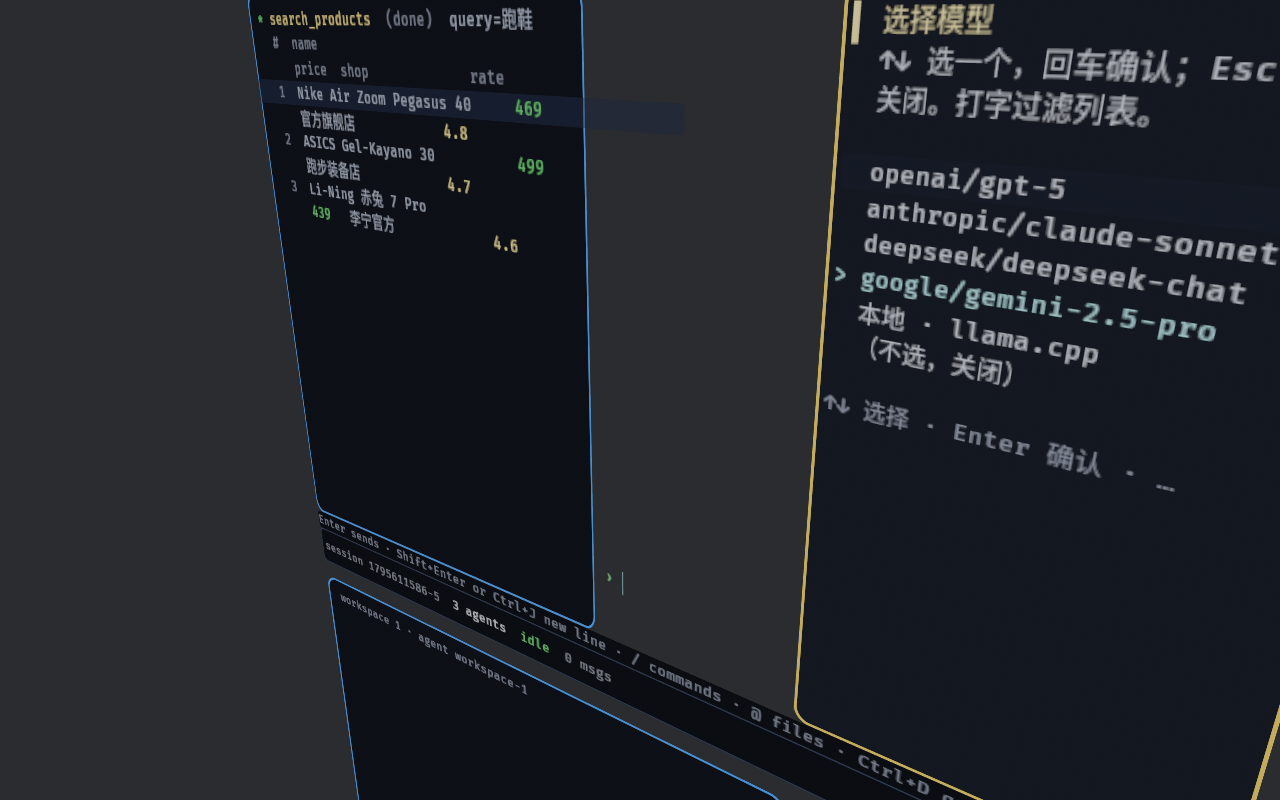 * search_products (done) query=跑鞋
# name
price shop rate
1 Nike Air Zoom Pegasus 40 469
官方旗舰店 4.8
2 ASICS Gel-Kayano 30 499
跑步装备店 4.7
3 Li-Ning 赤兔 7 Pro
439 李宁官方 4.6
› 
Enter sends · Shift+Enter or Ctrl+J new line · / commands · @ files · Ctrl+D
session 1795611586-5 3 agents idle 0 msgs
workspace 1 · agent workspace-1
选择模型
↑↓ 选一个，回车确认；Esc
关闭。打字过滤列表。
openai/gpt-5
anthropic/claude-sonnet
deepseek/deepseek-chat
> google/gemini-2.5-pro
本地 · llama.cpp
（不选，关闭）
↑↓ 选择 · Enter 确认 · …